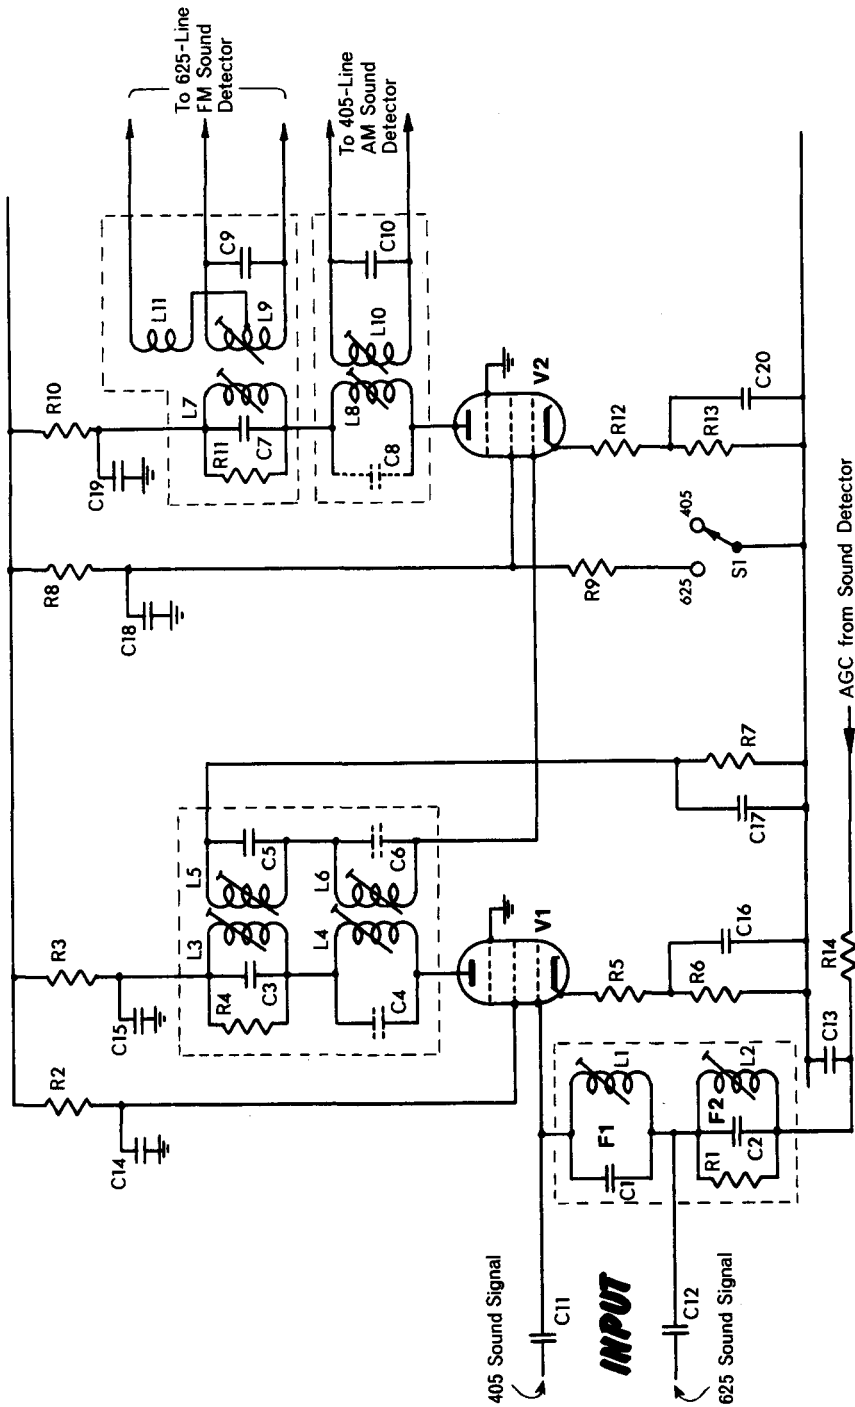 To 625-Line
FM Sound
Detector
To 405-Line
AM Sound
Detector
R10
C19
L11
L9
C9
L7
R11
C7
L8
L10
C10
C8
V2
R12
R13
C20
R8
C18
R9
625
405
S1
R3
C15
L5
L3
R4
C3
C5
L6
L4
C4
C6
R7
C17
V1
R5
R6
C16
R2
C14
R14
C13
AGC from Sound Detector
F1
L1
C1
F2
L2
R1
C2
405 Sound Signal
C11
INPUT
625 Sound Signal
C12